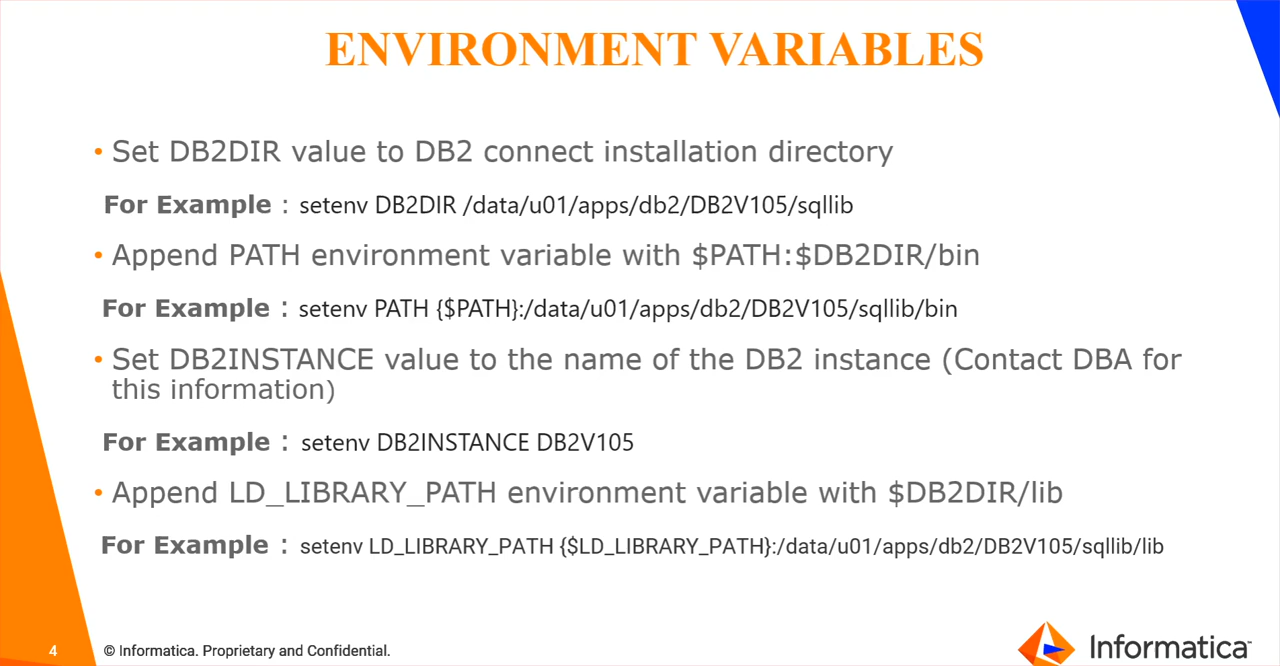 ENVIRONMENT VARIABLES
• Set DB2DIR value to DB2 connect installation directory
For Example : setenv DB2DIR /data/u01/apps/db2/DB2V105/sqllib
• Append PATH environment variable with $PATH:$DB2DIR/bin
For Example : setenv PATH {$PATH}:/data/u01/apps/db2/DB2V105/sqllib/bin
• Set DB2INSTANCE value to the name of the DB2 instance (Contact DBA for
this information)
For Example : setenv DB2INSTANCE DB2V105
• Append LD_LIBRARY_PATH environment variable with $DB2DIR/lib
For Example : setenv LD_LIBRARY_PATH {$LD_LIBRARY_PATH}:/data/u01/apps/db2/DB2V105/sqllib/lib
4 © Informatica. Proprietary and Confidential.
Informatica™